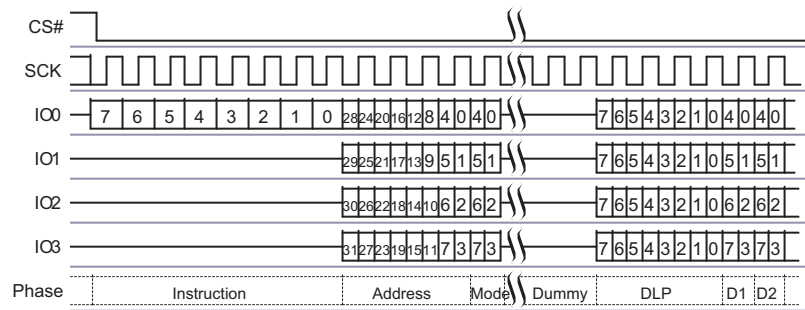 CS#
SCK
IO0 7 6 5 4 3 2 1 0 28 24 20 16 12 8 4 0 4 0 7 6 5 4 3 2 1 0 4 0 4 0
IO1 29 25 21 17 13 9 5 1 5 1 7 6 5 4 3 2 1 0 5 1 5 1
IO2 30 26 22 18 14 10 6 2 6 2 7 6 5 4 3 2 1 0 6 2 6 2
IO3 31 27 23 19 15 11 7 3 7 3 7 6 5 4 3 2 1 0 7 3 7 3
Phase Instruction Address Mode Dummy DLP D1 D2